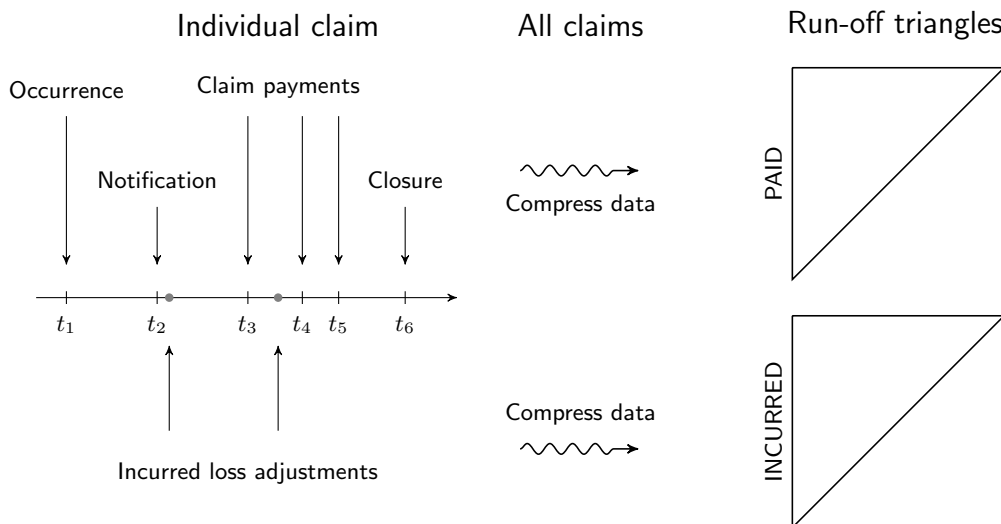 Individual claim
All claims
Run-off triangles
Occurrence
Claim payments
Notification
Closure
t1
t2
t3
t4
t5
t6
Incurred loss adjustments
Compress data
Compress data
PAID
INCURRED